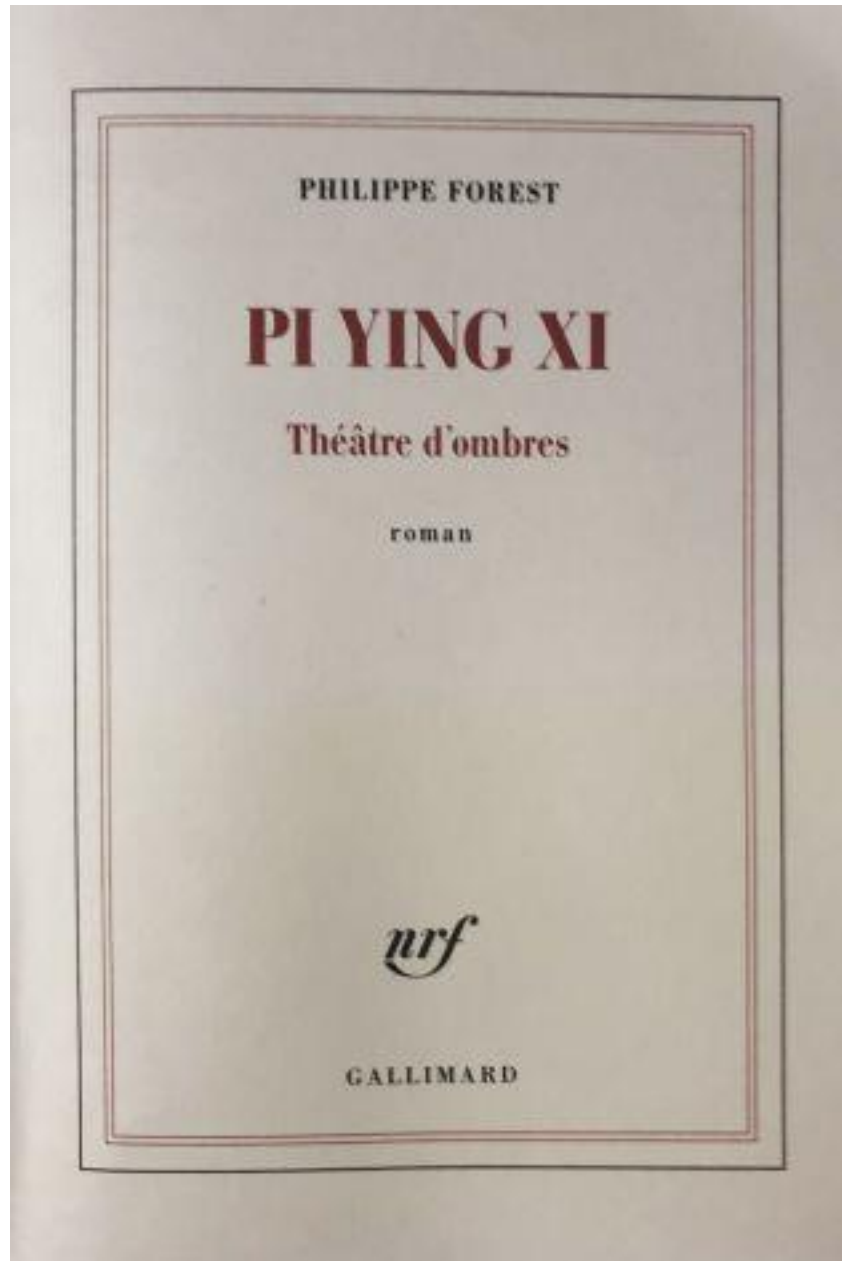 PHILIPPE FOREST
PI YING XI
Théâtre d'ombres
roman
nrf
GALLIMARD